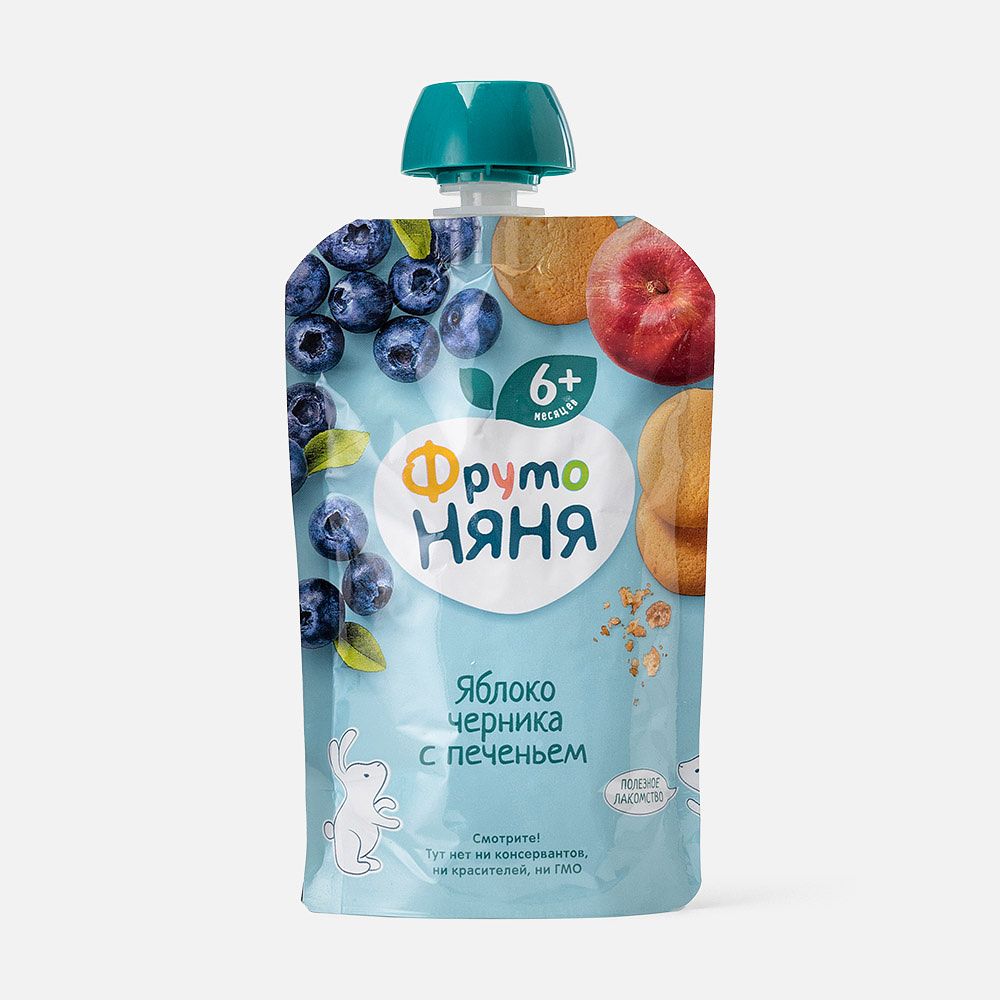 6+
месяцев
Фруто
Няня
Яблоко
черника
с печеньем
ПОЛЕЗНОЕ
ЛАКОМСТВО
Смотрите!
Тут нет ни консервантов,
ни красителей, ни ГМО